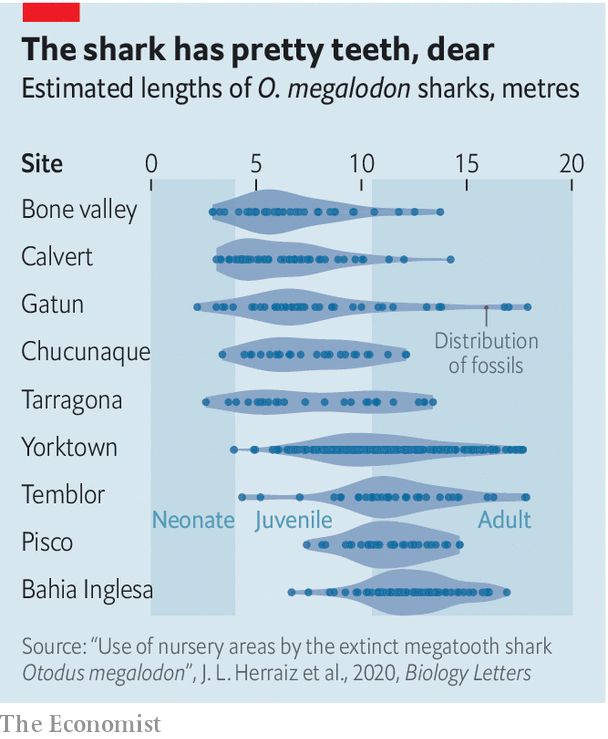 The shark has pretty teeth, dear
Estimated lengths of O. megalodon sharks, metres
Site 0 5 10 15 20
Bone valley
Calvert
Gatun
Distribution
of fossils
Chucunaque
Tarragona
Yorktown
Temblor
Neonate Juvenile Adult
Pisco
Bahia Inglesa
Source: “Use of nursery areas by the extinct megatooth shark
Otodus megalodon”, J. L. Herraiz et al., 2020, Biology Letters
The Economist